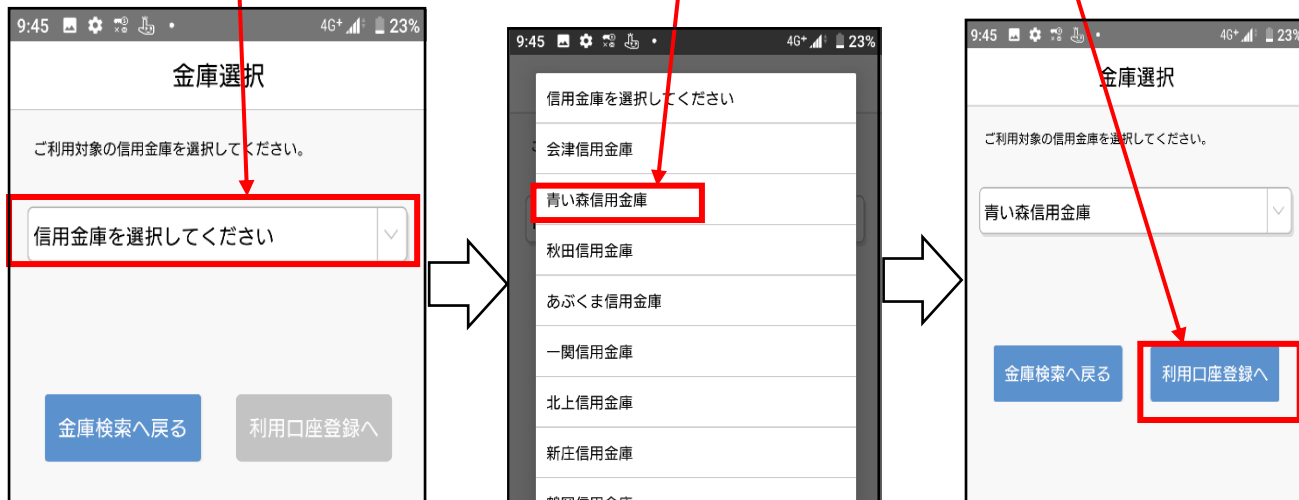 9:45
4G+
23%
金庫選択
ご利用対象の信用金庫を選択してください。
信用金庫を選択してください
金庫検索へ戻る
利用口座登録へ
9:45
4G+
23%
信用金庫を選択してください
会津信用金庫
青い森信用金庫
秋田信用金庫
あぶくま信用金庫
一関信用金庫
北上信用金庫
新庄信用金庫
9:45
4G+
23%
金庫選択
ご利用対象の信用金庫を選択してください。
青い森信用金庫
金庫検索へ戻る
利用口座登録へ